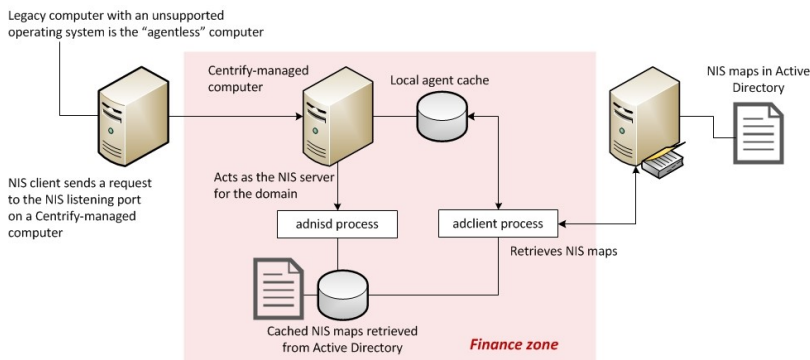 Legacy computer with an unsupported
operating system is the “agentless” computer
Centrify-managed
computer
Local agent cache
NIS maps in Active
Directory
NIS client sends a request
to the NIS listening port
on a Centrify-managed
computer
Acts as the NIS server
for the domain
adnisd process
adclient process
Retrieves NIS maps
Cached NIS maps retrieved
from Active Directory
Finance zone